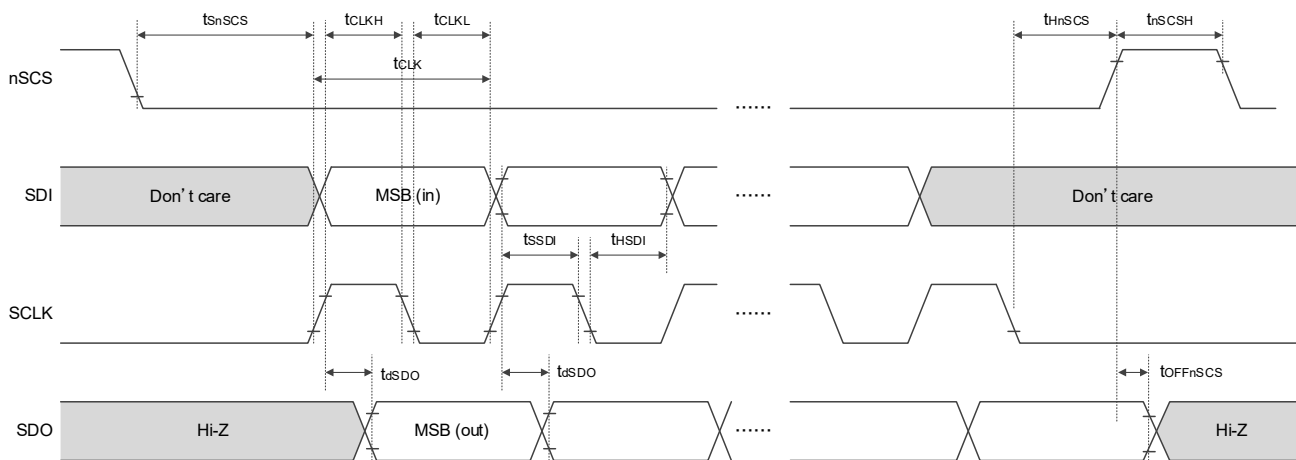 tSnSCS tCLKH tCLKL tHnSCS tnSCSH
tCLK
nSCS
......
SDI Don't care MSB (in) ...... Don't care
tSSDI tHSDI
SCLK
......
tdSDO tdSDO tOFFnSCS
SDO Hi-Z MSB (out) ...... Hi-Z